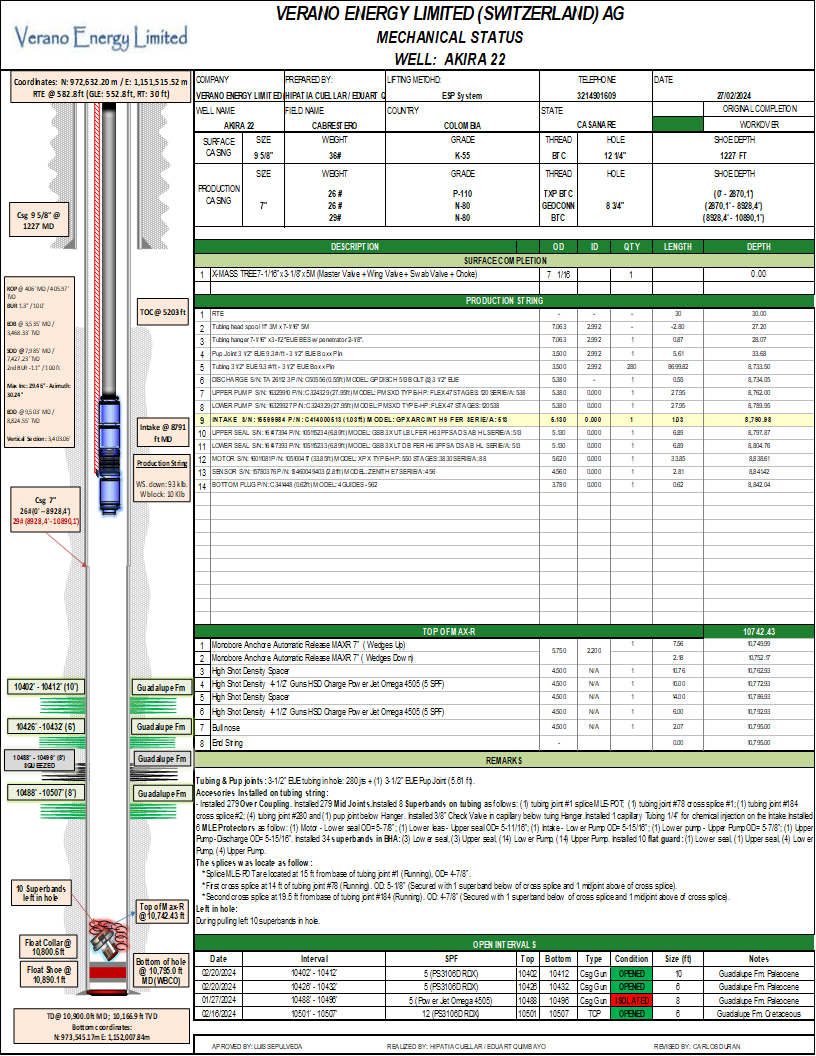 VERANO ENERGY LIMITED (SWITZERLAND) AG
MECHANICAL STATUS
WELL: AKIRA 22
Verano Energy Limited
Coordinates: N: 972,632.20 m / E: 1,151,515.52 m
RTE @ 582.8 ft (GLE: 552.8 ft, RT: 30 ft)
COMPANY PREPARED BY: LIFTING METOHD: TELEPHONE DATE
VERANO ENERGY LIMITED (HIPATIA CUELLAR / EDUART Q ESP System 3214901609 27/02/2024
WELL NAME FIELD NAME COUNTRY STATE ORIGINAL COMPLETION
AKIRA 22 CABRESTERO COLOMBIA CASANARE WORKOVER
SURFACE CASING SIZE WEIGHT GRADE THREAD HOLE SHOE DEPTH
9 5/8" 36# K-55 BTC 12 1/4" 1227 FT
PRODUCTION CASING SIZE WEIGHT GRADE THREAD HOLE SHOE DEPTH
26 # P-110 TXP BTC (0' - 2870,1')
7" 26 # N-80 GEOCONN 8 3/4" (2870,1' - 8928,4')
29# N-80 BTC (8928,4' - 10890,1')
DESCRIPTION OD ID QTY LENGTH DEPTH
SURFACE COMPLETION
1 X-MASS TREE 7-1/16" x 3-1/8" x 5M (Master Valve + Wing Valve + Swab Valve + Choke) 7 1/16 1 0.00
PRODUCTION STRING
1 RTE - - - 30 30.00
2 Tubing head spool 11" 3M x 7-1/16" 5M 7.063 2.992 - -2.80 27.20
3 Tubing hanger 7-1/16" x 3-1/2" EUE BES w/ penetrator 2-1/8". 7.063 2.992 1 0.87 28.07
4 Pup Joint 3 1/2" EUE 9.3 # / ft - 3 1/2" EUE Box x Pin 3.500 2.992 1 5.61 33.68
5 Tubing 3 1/2" EUE 9.3 # / ft - 3 1/2" EUE Box x Pin 3.500 2.992 280 8699.82 8,733.50
6 DISCHARGE S/N: TA 26112 3 P/N: C50556 (0.55ft) MODEL: GPDISCH 513 BOLT (B) 3 1/2" EUE 5.380 - 1 0.55 8,734.05
7 UPPER PUMP S/N: 16329910 P/N: C324329 (27.95ft) MODEL: PMSXD TYPE-HP: FLEX 47 STAGES: 120 SERIE/A: 538 5.380 0.000 1 27.95 8,762.00
8 LOWER PUMP S/N: 16329927 P/N: C324329 (27.95ft) MODEL: PMSXD TYPE-HP: FLEX 47 STAGES: 120 538 5.380 0.000 1 27.95 8,789.95
9 INTAKE S/N: 15599984 P/N: C414000613 (1.03ft) MODEL: GPXARCINT H6 FER SERIE/A: 513 5.130 0.000 1 1.03 8,790.98
10 UPPER SEAL S/N: 16147394 P/N: 105115234 (6.89ft) MODEL: GSB3X UT LBL FER H6 3PFSA DS AB HL SERIE/A: 513 5.130 0.000 1 6.89 8,797.87
11 LOWER SEAL S/N: 16147393 P/N: 105115234 (6.89ft) MODEL: GSB3X LT DB FER H6 3PFSA DS AB HL SERIE/A: 513 5.130 0.000 1 6.89 8,804.76
12 MOTOR S/N: 16011081 P/N: 10510041 7 (33.85ft) MODEL: XPX TYPE-HP: 550 STAGES: 3830 SERIE/A: 88 5.620 0.000 1 33.85 8,838.61
13 SENSOR S/N: 15780376 P/N: B460049403 (2.8ft) MODEL: ZENITH E7 SERIE/A: 456 4.560 0.000 1 2.81 8,841.42
14 BOTTOM PLUG P/N: C341448 (0.62ft) MODEL: 4 GUIDES - 562 3.780 0.000 1 0.62 8,842.04
Csg 9 5/8" @
1227 MD
TOC @ 5203 ft
KOP @ 406' MD / 405.97'
TVD
BUR 1.3° / 100'
EOB @ 3,535' MD /
3,468.33' TVD
SOD @ 7,985' MD /
7,427.23' TVD
2nd BUR -1.1° / 100 ft
Max Inc: 29.46° - Azimuth:
30.24°
EOD @ 9,503' MD /
8,824.55' TVD
Vertical Section: 3,403.06'
Intake @ 8791
ft MD
Production String
WS. down: 93 klb.
W block: 10 Klb
Csg 7"
26# (0' -- 8928,4')
29# (8928,4' - 10890,1')
TOP OF MAX-R 10742.43
1 Monobore Anchore Automatic Release MAXR 7" ( Wedges Up) 5.750 2.200 1 7.56 10,749.99
2 Monobore Anchore Automatic Release MAXR 7" ( Wedges Down) 2.18 10,752.17
3 High Shot Density Spacer 4.500 N/A 1 10.76 10,762.93
4 High Shot Density 4-1/2" Guns HSD Charge Power Jet Omega 4505 (5 SPF) 4.500 N/A 1 10.00 10,772.93
5 High Shot Density Spacer 4.500 N/A 1 14.00 10,786.93
6 High Shot Density 4-1/2" Guns HSD Charge Power Jet Omega 4505 (5 SPF) 4.500 N/A 1 6.00 10,792.93
7 Bull nose 4.500 N/A 1 2.07 10,795.00
8 End String - 0.00 10,795.00
10402' - 10412' (10') Guadalupe Fm
10426' - 10432' (6') Guadalupe Fm
10488' - 10496' (8')
SQUEEZED
Guadalupe Fm
10488' - 10507' (8') Guadalupe Fm
REMARKS
Tubing & Pup joints: 3-1/2" EUE tubing in hole: 280 jts + (1) 3-1/2" EUE Pup Joint (5.61 ft).
Accesories Installed on tubing string:
- Installed 279 Over Coupling. Installed 279 Mid Joints. Installed 8 Superbands on tubing as follows: (1) tubing joint #1 splice MLE-PDT; (1) tubing joint #78 cross splice #1; (1) tubing joint #184
cross splice #2; (4) tubing joint #280 and (1) pup joint below Hanger. Installed 3/8" Check Valve in capilary below tuing Hanger. Installed 1 capillary Tubing 1/4" for chemical injection on the Intake. Installed
6 MLE Protectors as follow: (1) Motor - Lower seal OD= 5-7/8"; (1) Lower leas - Upper seal OD= 5-11/16"; (1) Intake - Lower Pump OD= 5-15/16"; (1) Lower pump - Upper Pump OD= 5-7/8"; (1) Upper
Pump - Discharge OD= 5-15/16". Installed 34 superbands in BHA: (3) Lower seal, (3) Upper seal, (14) Lower Pump, (14) Upper Pump. Installed 10 flat guard: (1) Lower seal, (1) Upper seal, (4) Lower
Pump, (4) Upper Pump.
The splices was locate as follow:
* Splice MLE-PDT are located at 15 ft from base of tubing joint #1 (Running), OD= 4-7/8".
* First cross splice at 14 ft of tubing joint #78 (Running). OD: 5-1/8" (Secured with 1 superband below of cross splice and 1 midjoint above of cross splice).
* Second cross splice at 19.5 ft from base of tubing joint #184 (Running). OD: 4-7/8" (Secured with 1 superband below of cross splice and 1 midjoint above of cross splice).
Left in hole:
During pulling left 10 superbands in hole.
10 Superbands
left in hole
Top of Max-R
@ 10,742.43 ft
Float Collar @
10,800.6 ft
Float Shoe @
10,890.1 ft
Bottom of hole
@ 10,795.0 ft
MD (WBCO)
TD@ 10,900.0ft MD; 10,166.9 ft TVD
Bottom coordinates:
N: 973,545.17m E: 1,152,007.84m
OPEN INTERVALS
Date Interval SPF Top Bottom Type Condition Size (ft) Notes
02/20/2024 10402' - 10412' 5 (PS3106D RDX) 10402 10412 Csg Gun OPENED 10 Guadalupe Fm. Paleocene
02/20/2024 10426' - 10432' 5 (PS3106D RDX) 10426 10432 Csg Gun OPENED 6 Guadalupe Fm. Paleocene
01/27/2024 10488' - 10496' 5 ( Power Jet Omega 4505) 10488 10496 Csg Gun ISOLATED 8 Guadalupe Fm. Paleocene
02/16/2024 10501' - 10507' 12 (PS3106D RDX) 10501 10507 TCP OPENED 6 Guadalupe Fm. Cretaceous
APROVED BY: LUIS SEPULVEDA REALIZED BY: HIPATIA CUELLAR / EDUART QUIMBAYO REVISED BY: CARLOS DURAN